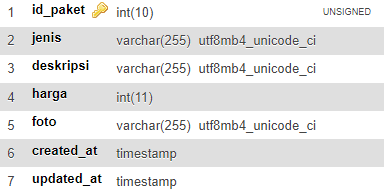 1 id_paket int(10) UNSIGNED
2 jenis varchar(255) utf8mb4_unicode_ci
3 deskripsi varchar(255) utf8mb4_unicode_ci
4 harga int(11)
5 foto varchar(255) utf8mb4_unicode_ci
6 created_at timestamp
7 updated_at timestamp